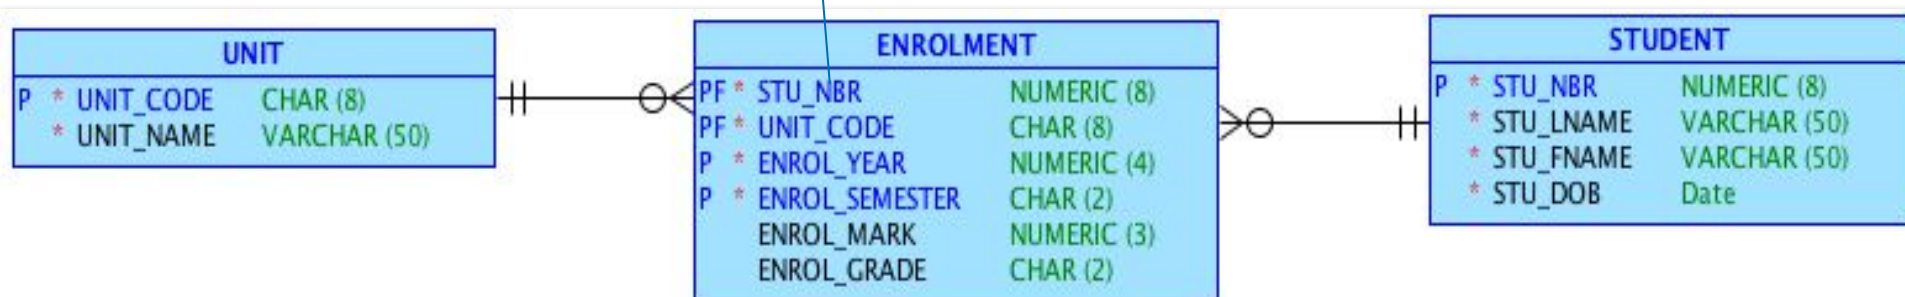 UNIT
P * UNIT_CODE CHAR (8)
* UNIT_NAME VARCHAR (50)
ENROLMENT
PF * STU_NBR NUMERIC (8)
PF * UNIT_CODE CHAR (8)
P * ENROL_YEAR NUMERIC (4)
P * ENROL_SEMESTER CHAR (2)
ENROL_MARK NUMERIC (3)
ENROL_GRADE CHAR (2)
STUDENT
P * STU_NBR NUMERIC (8)
* STU_LNAME VARCHAR (50)
* STU_FNAME VARCHAR (50)
* STU_DOB Date